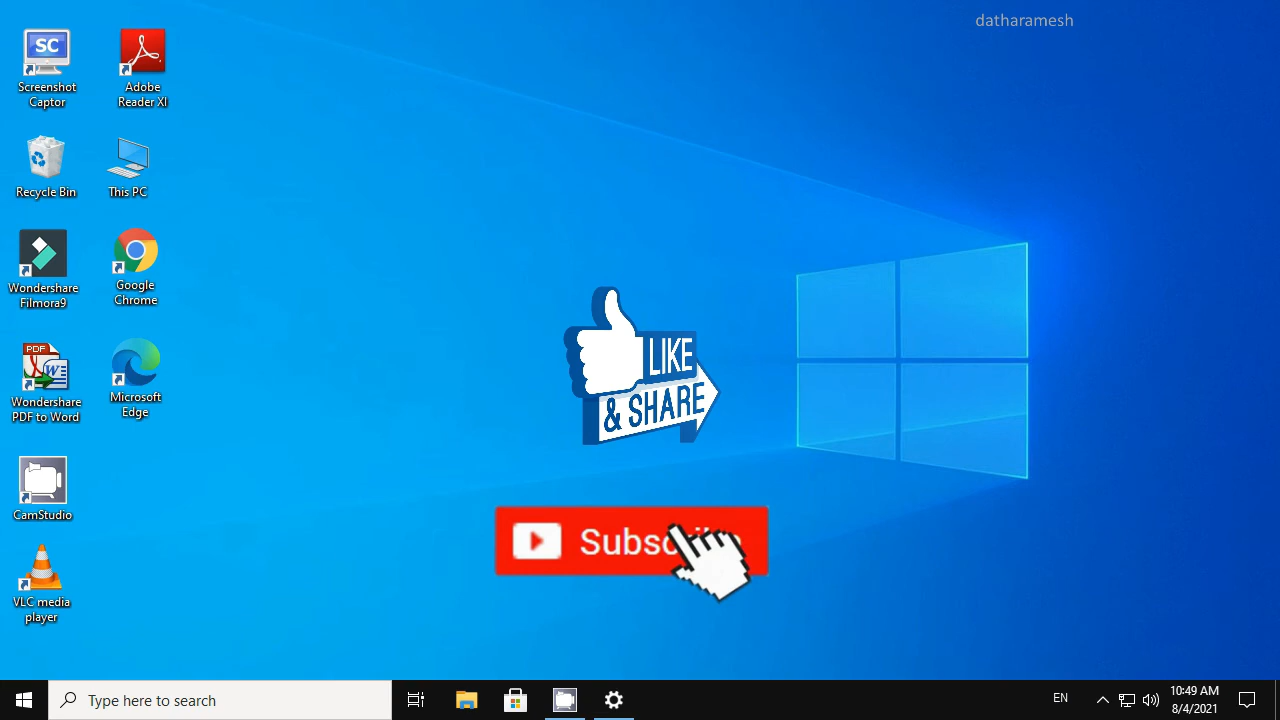 datharamesh
SC
Screenshot
Captor
Adobe
Reader XI
Recycle Bin
This PC
Wondershare
Filmora9
Google
Chrome
PDF
W
Wondershare
PDF to Word
Microsoft
Edge
CamStudio
VLC media
player
LIKE
& SHARE
Subscribe
Type here to search
EN
10:49 AM
8/4/2021